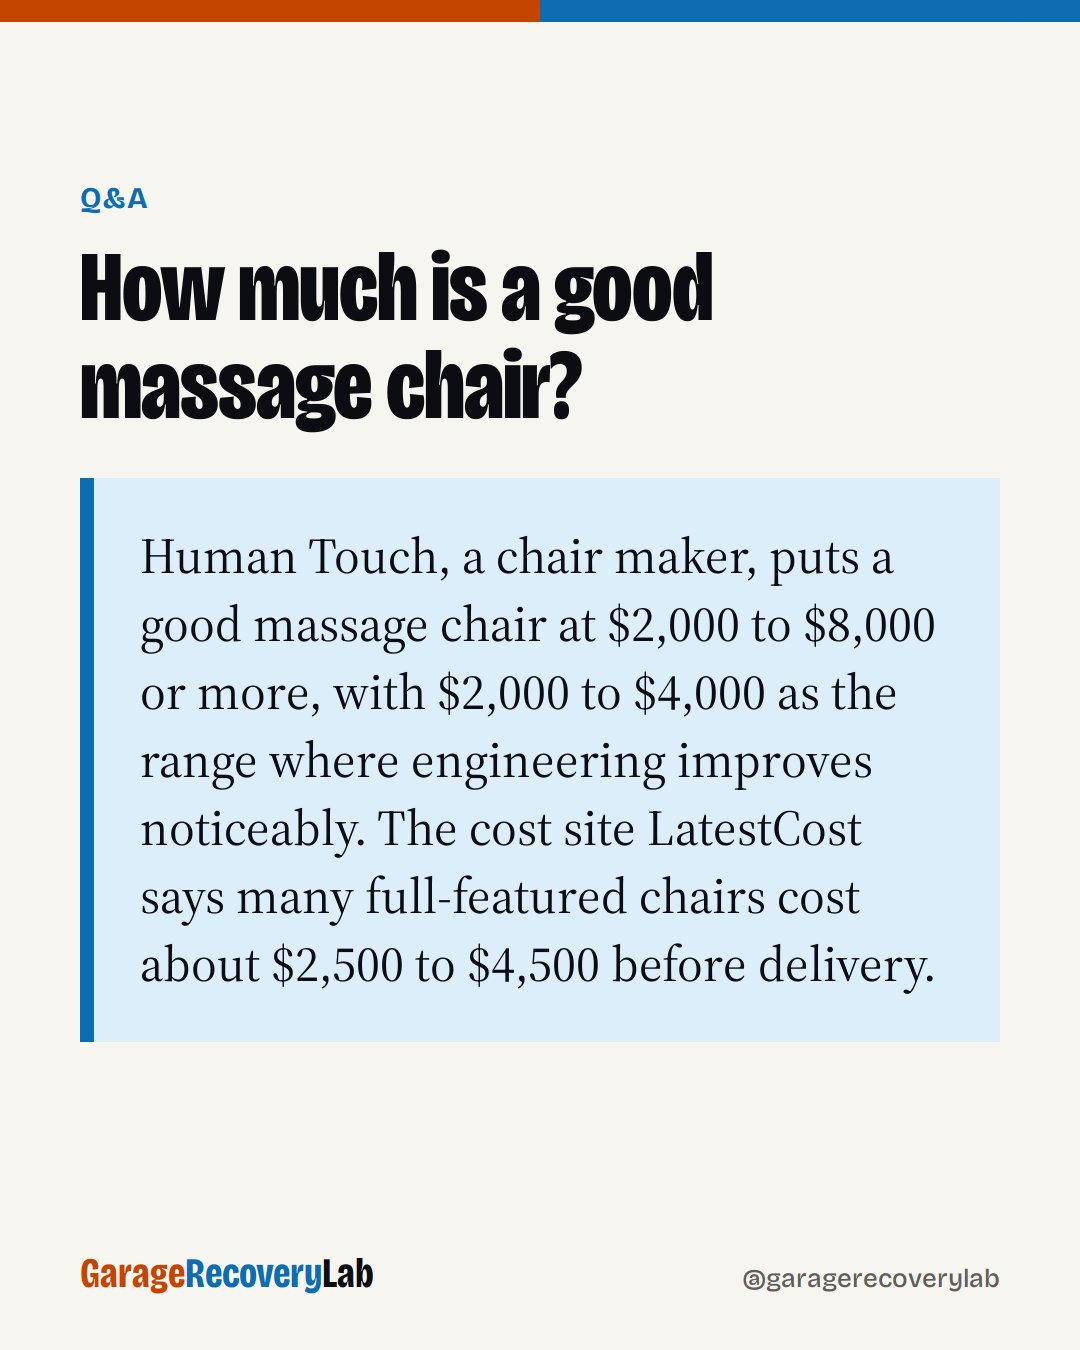 Q&A
How much is a good
massage chair?
Human Touch, a chair maker, puts a
good massage chair at $2,000 to $8,000
or more, with $2,000 to $4,000 as the
range where engineering improves
noticeably. The cost site LatestCost
says many full-featured chairs cost
about $2,500 to $4,500 before delivery.
GarageRecoveryLab
@garagerecoverylab